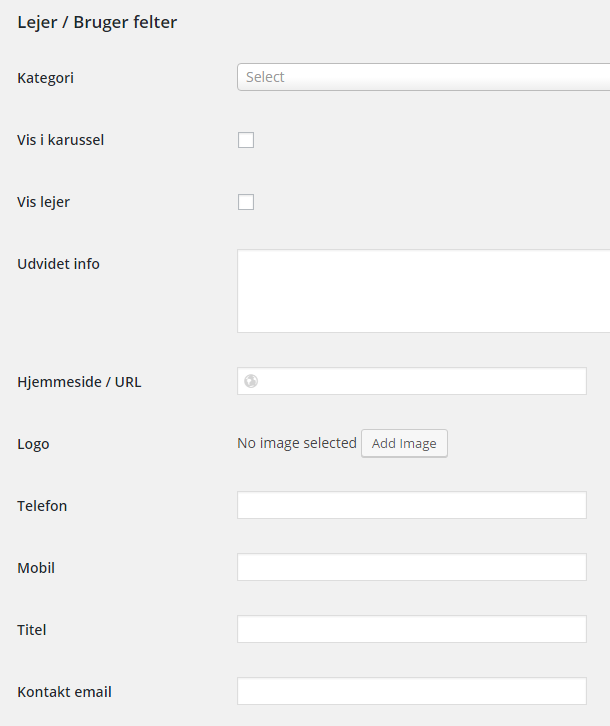 Lejer / Bruger felter
Kategori
Select
Vis i karussel
Vis lejer
Udvidet info
Hjemmeside / URL
Logo
No image selected Add Image
Telefon
Mobil
Titel
Kontakt email